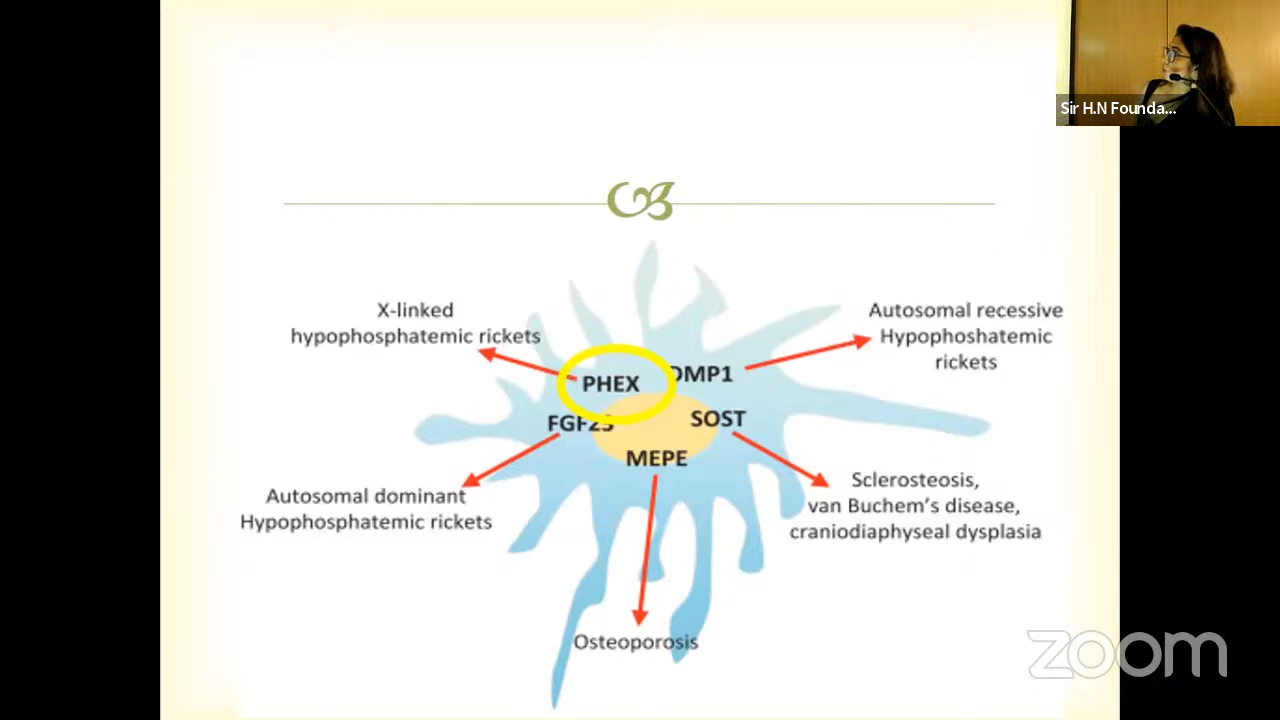 Sir H.N Founda...
X-linked
hypophosphatemic rickets
Autosomal recessive
Hypophoshatemic
rickets
PHEX
DMP1
FGF23
SOST
MEPE
Autosomal dominant
Hypophosphatemic rickets
Sclerosteosis,
van Buchem's disease,
craniodiaphyseal dysplasia
Osteoporosis
zoom